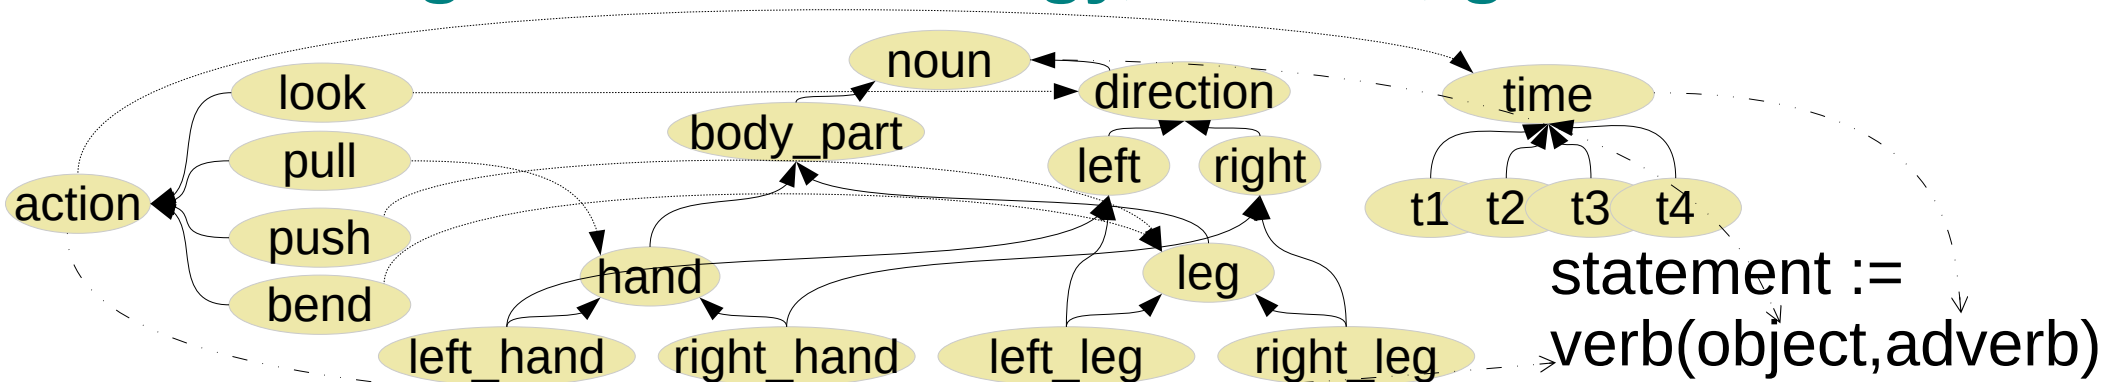 noun
look
direction
time
body_part
pull
left
right
action
t1
t2
t3
t4
push
hand
leg
bend
statement :=
verb(object,adverb)
left_hand
right_hand
left_leg
right_leg